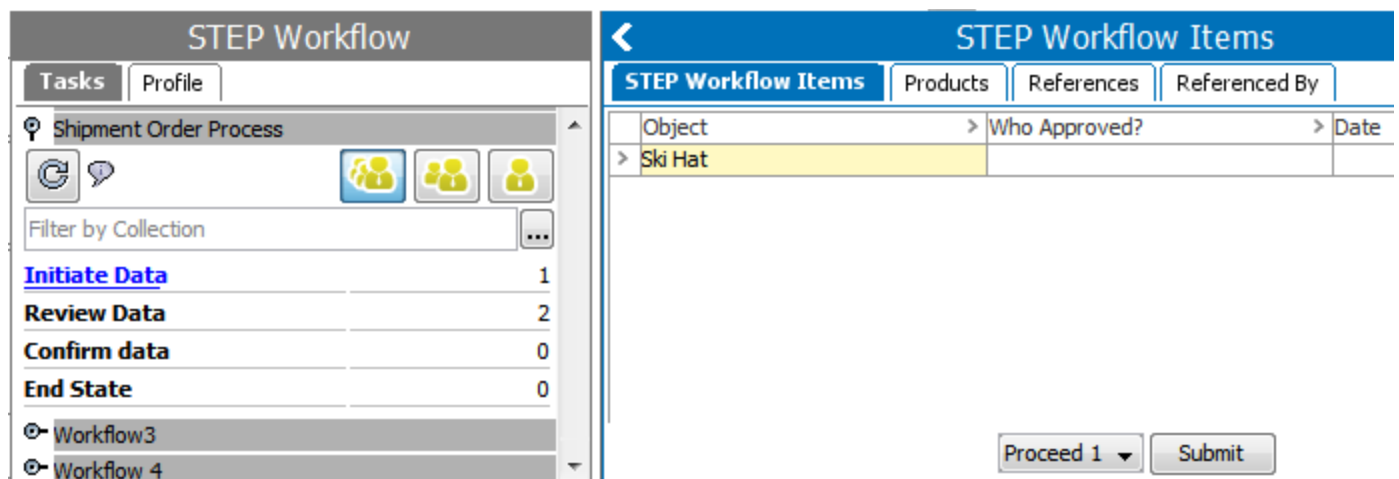 STEP Workflow
Tasks Profile
Shipment Order Process
Filter by Collection ...
Initiate Data 1
Review Data 2
Confirm data 0
End State 0
Workflow3
Workflow 4
STEP Workflow Items
STEP Workflow Items Products References Referenced By
Object > Who Approved? > Date
> Ski Hat
Proceed 1 Submit